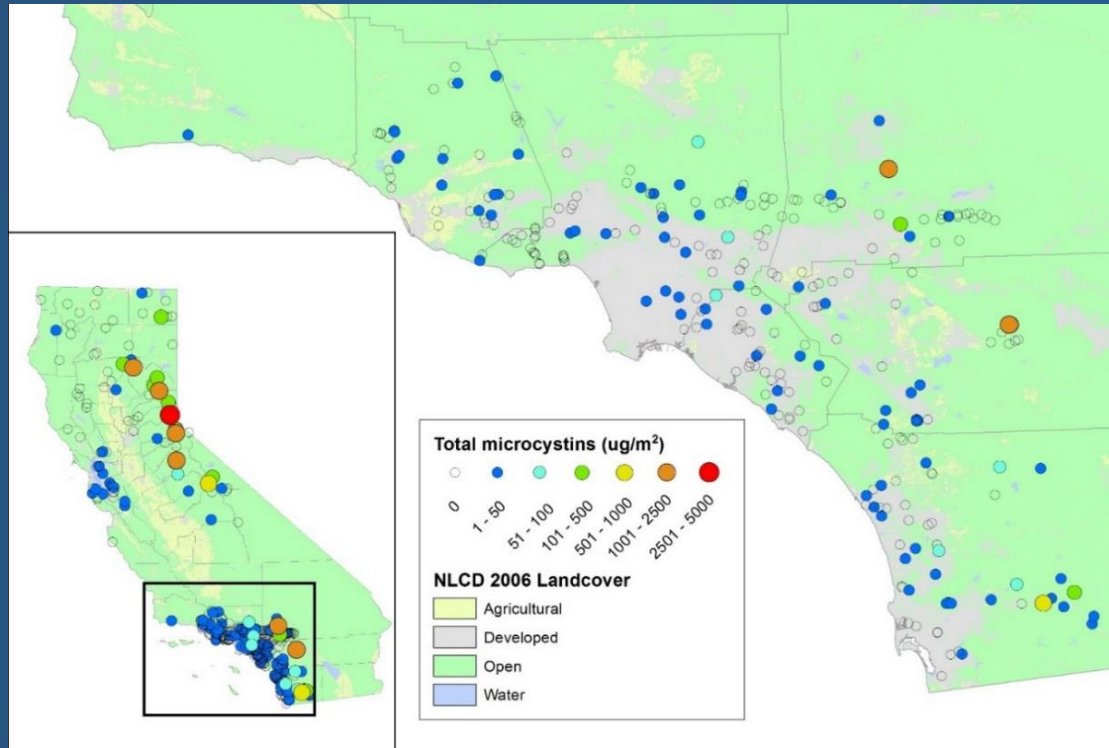 Total microcystins (ug/m²)
0 1 - 50 51 - 100 101 - 500 501 - 1000 1001 - 2500 2501 - 5000
NLCD 2006 Landcover
Agricultural
Developed
Open
Water